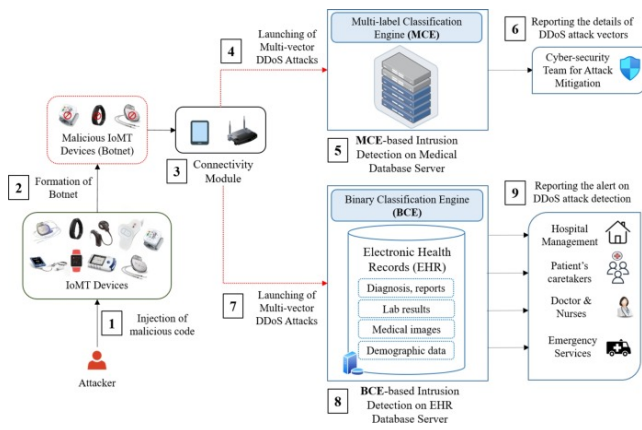 4
Launching of
Multi-vector
DDoS Attacks
Multi-label Classification
Engine (MCE)
6
Reporting the details of
DDoS attack vectors
Cyber-security
Team for Attack
Mitigation
Malicious IoMT
Devices (Botnet)
3
Connectivity
Module
5
MCE-based Intrusion
Detection on Medical
Database Server
2
Formation of
Botnet
IoMT Devices
1
Injection of
malicious code
Attacker
7
Launching of
Multi-vector
DDoS Attacks
Binary Classification Engine
(BCE)
Electronic Health
Records (EHR)
Diagnosis, reports
Lab results
Medical images
Demographic data
8
BCE-based Intrusion
Detection on EHR
Database Server
9
Reporting the alert on
DDoS attack detection
Hospital
Management
Patient's
caretakers
Doctor &
Nurses
Emergency
Services